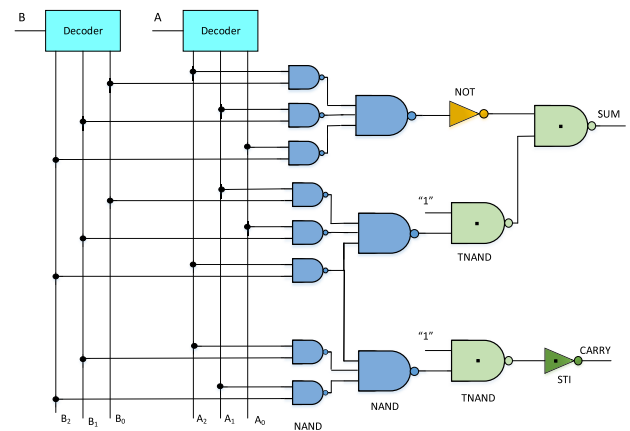 B
A
Decoder
Decoder
NOT
SUM
"1"
TNAND
"1"
CARRY
STI
TNAND
NAND
NAND
B2 B1 B0 A2 A1 A0